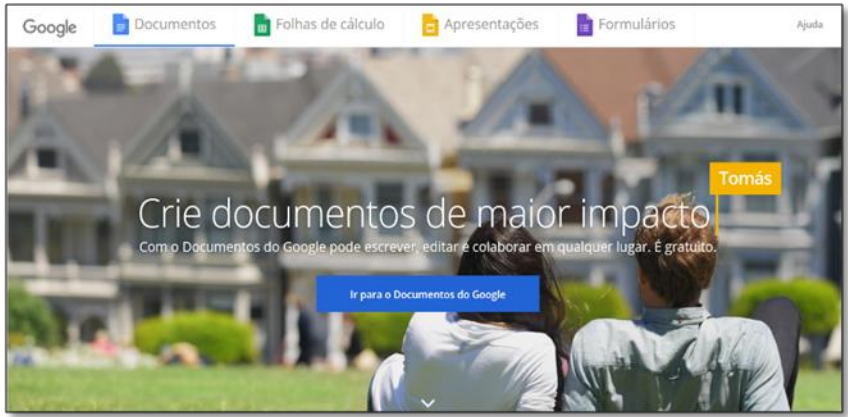 Google Documentos Folhas de cálculo Apresentações Formulários Ajuda
Tomás
Crie documentos de maior impacto
Com o Documentos do Google pode escrever, editar e colaborar em qualquer lugar. É gratuito.
Ir para o Documentos do Google